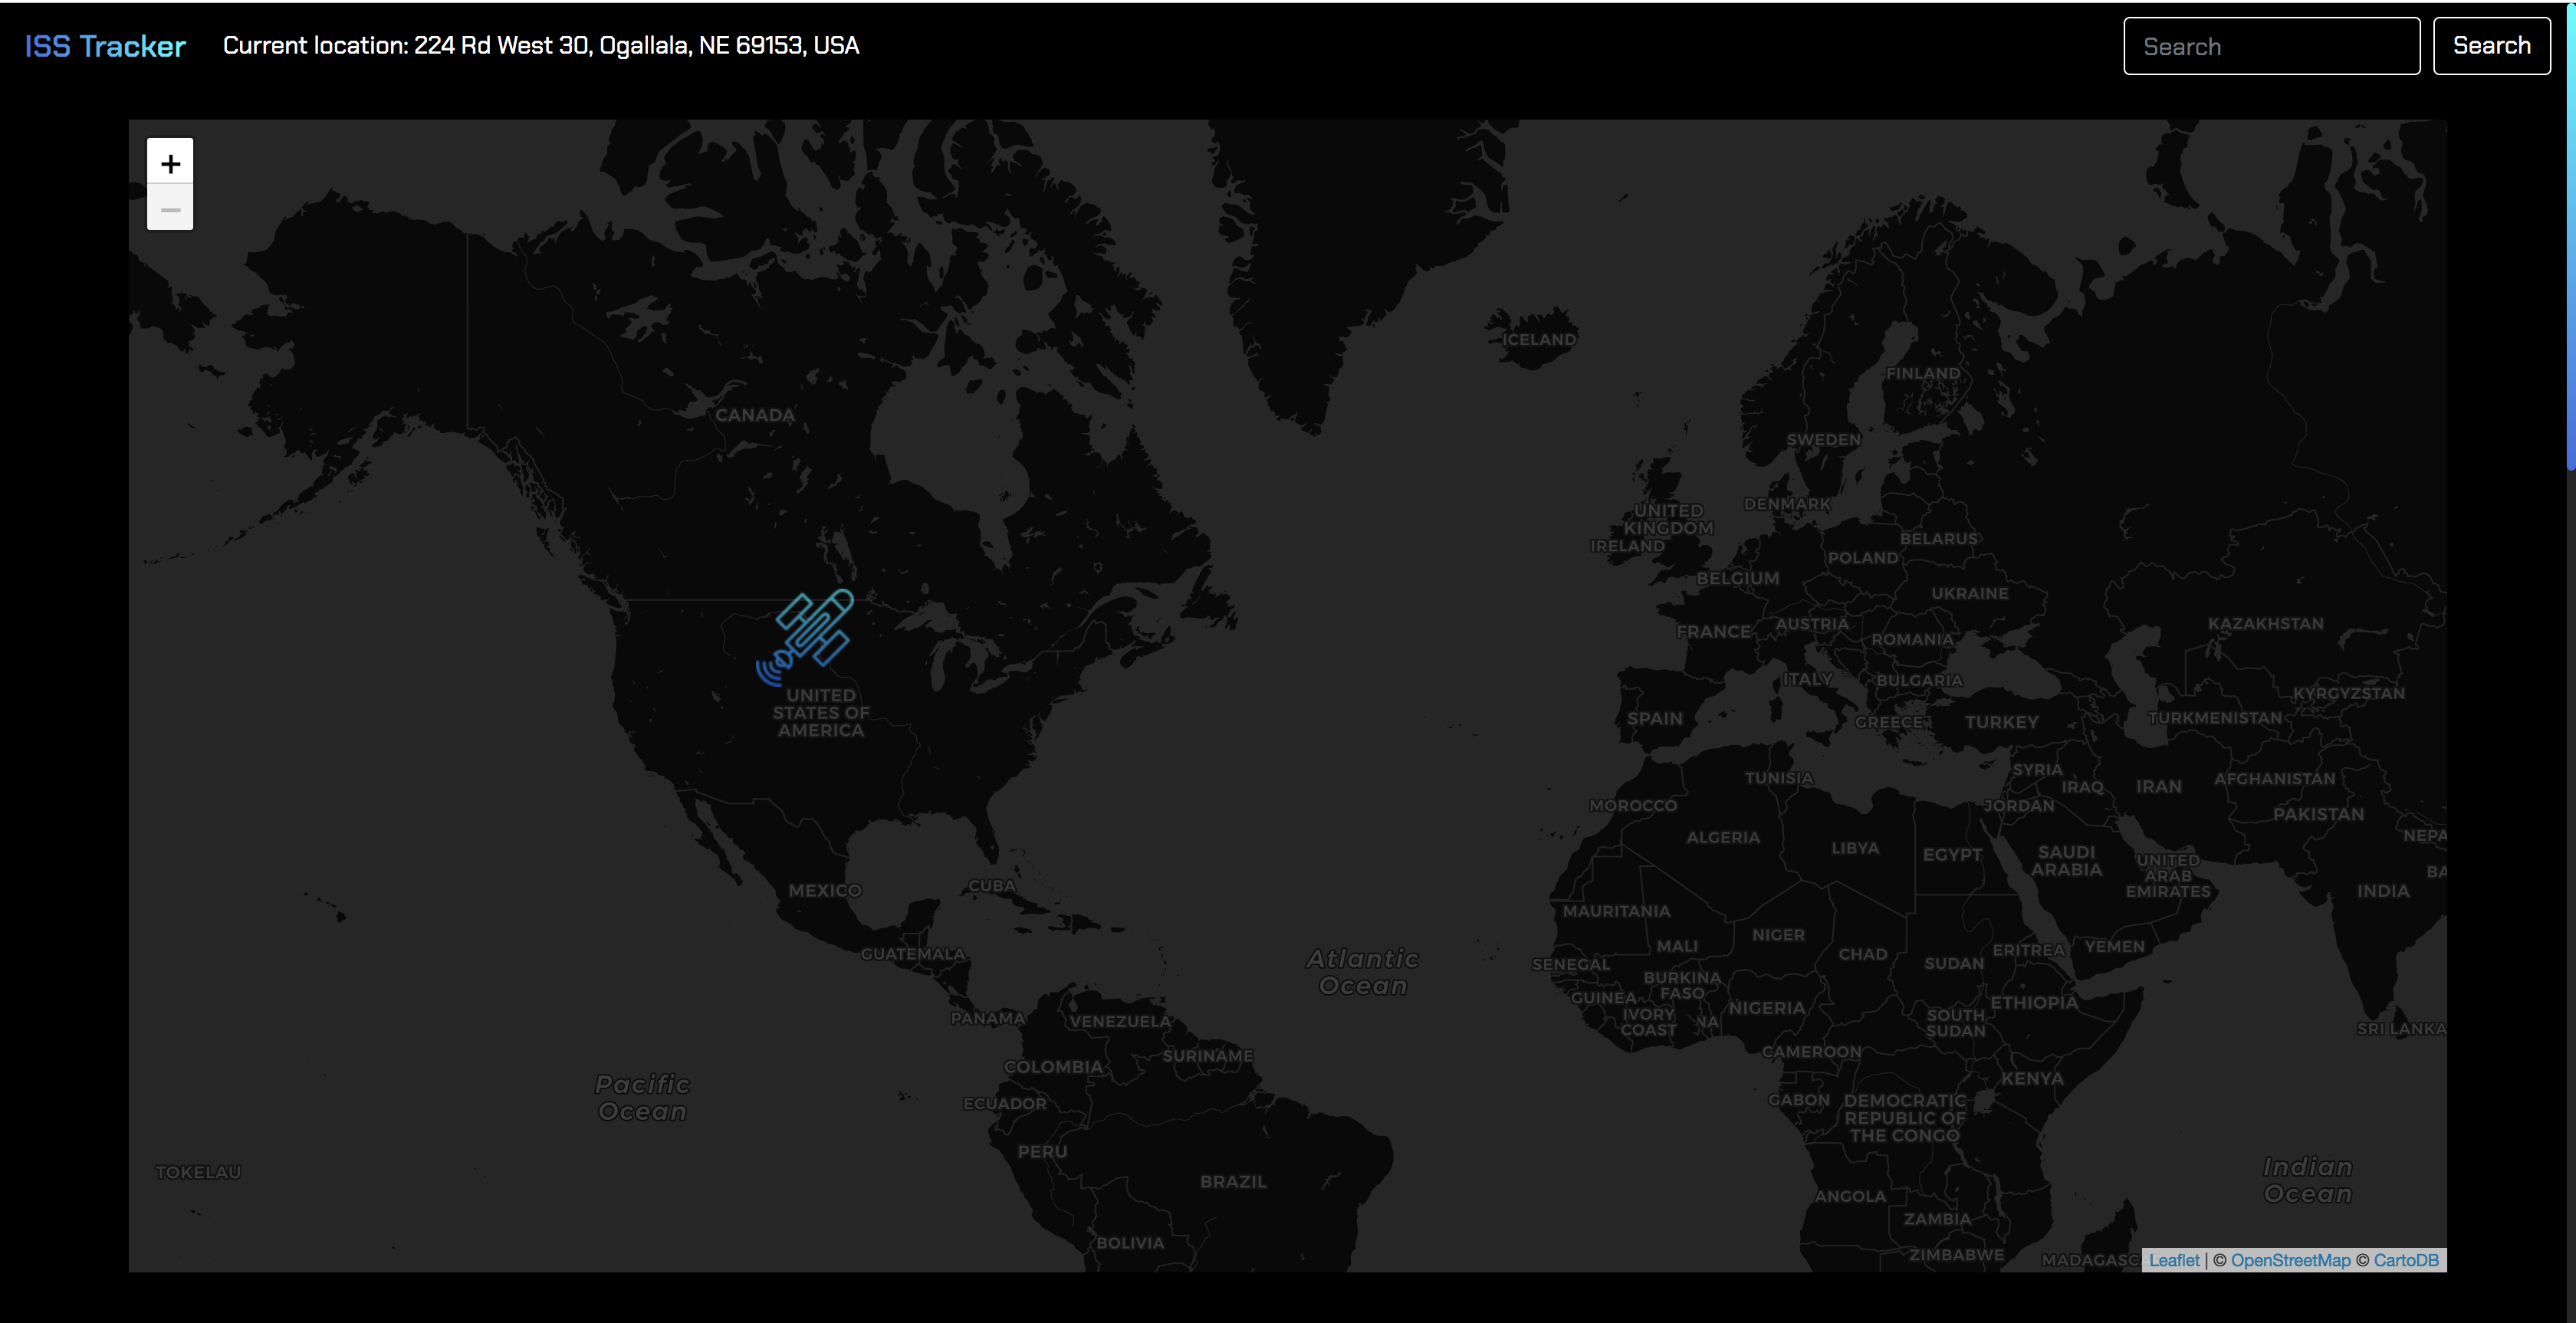 ISS Tracker
Current location: 224 Rd West 30, Ogallala, NE 69153, USA
Search
Search
+
−
ICELAND
FINLAND
CANADA
SWEDEN
DENMARK
UNITED
KINGDOM
IRELAND
BELARUS
POLAND
BELGIUM
UKRAINE
FRANCE
AUSTRIA
KAZAKHSTAN
ROMANIA
ITALY
BULGARIA
KYRGYZSTAN
UNITED
STATES OF
AMERICA
SPAIN
GREECE
TURKEY
TURKMENISTAN
SYRIA
TUNISIA
IRAQ
IRAN
AFGHANISTAN
MOROCCO
JORDAN
PAKISTAN
ALGERIA
LIBYA
EGYPT
SAUDI
ARABIA
NEPA
UNITED
ARAB
EMIRATES
BA
MEXICO
CUBA
INDIA
MAURITANIA
NIGER
MALI
CHAD
ERITREA
YEMEN
GUATEMALA
Atlantic
Ocean
SENEGAL
SUDAN
BURKINA
FASO
GUINEA
NIGERIA
ETHIOPIA
PANAMA
VENEZUELA
IVORY
COAST
NA
SOUTH
SUDAN
SRI LANKA
SURINAME
CAMEROON
COLOMBIA
KENYA
Pacific
Ocean
ECUADOR
GABON
DEMOCRATIC
REPUBLIC OF
THE CONGO
PERU
TOKELAU
BRAZIL
Indian
Ocean
ANGOLA
ZAMBIA
BOLIVIA
ZIMBABWE
MADAGASC
Leaflet | © OpenStreetMap © CartoDB